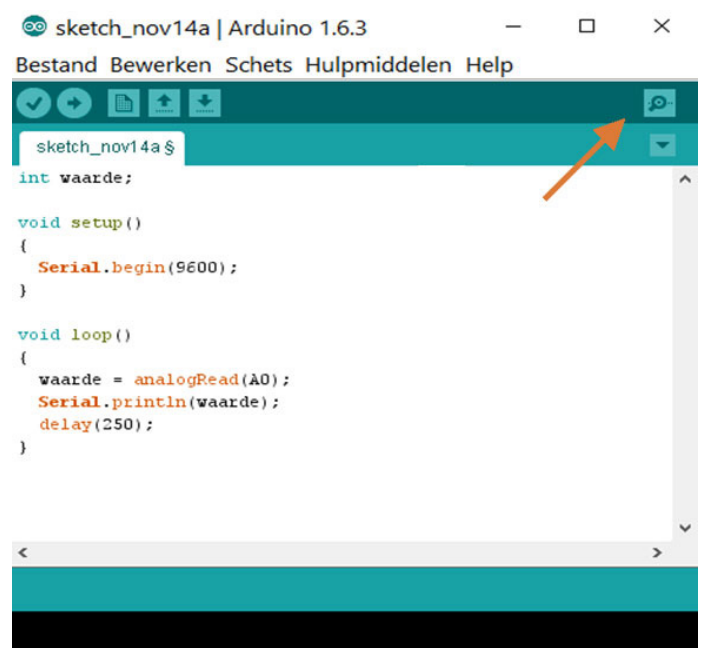 sketch_nov14a | Arduino 1.6.3
Bestand Bewerken Schets Hulpmiddelen Help
sketch_nov14a §
int waarde;
void setup()
{
Serial.begin(9600);
}
void loop()
{
waarde = analogRead(A0);
Serial.println(waarde);
delay(250);
}